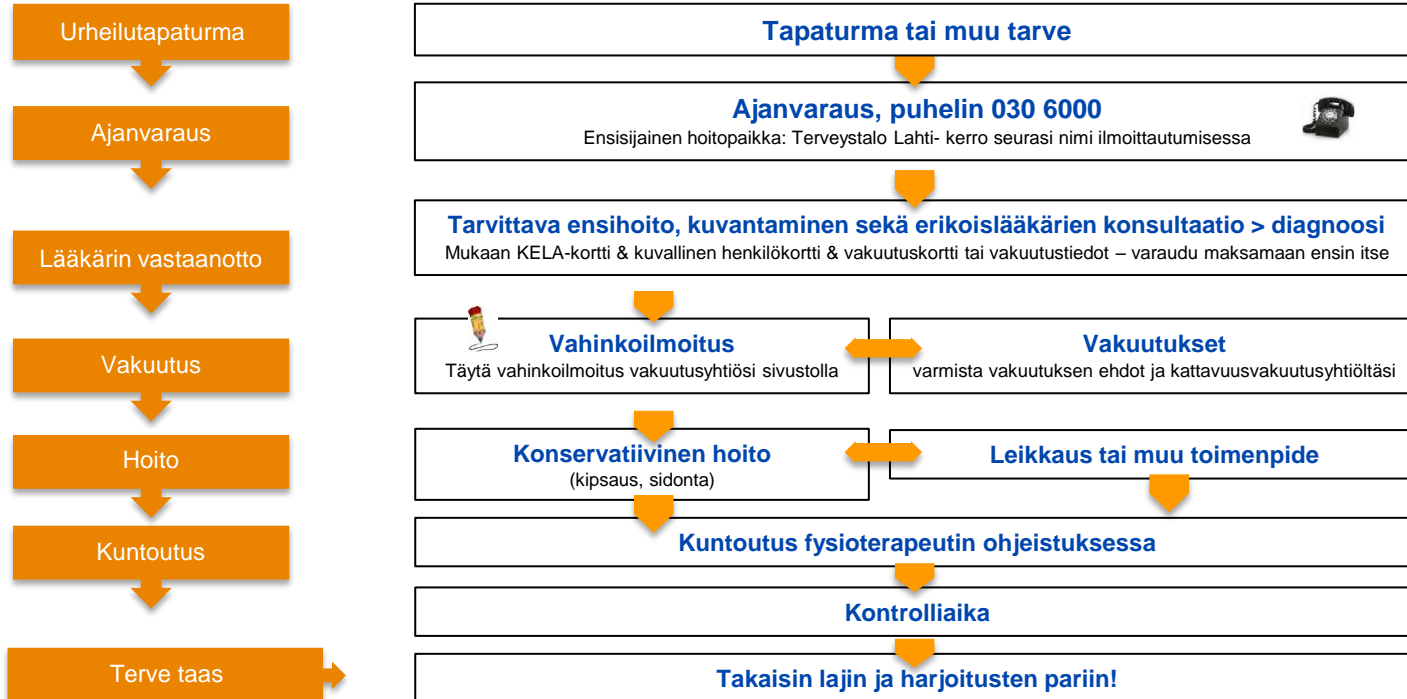 Urheilutapaturma
Tapaturma tai muu tarve
Ajanvaraus
Ajanvaraus, puhelin 030 6000
Ensisijainen hoitopaikka: Terveystalo Lahti- kerro seurasi nimi ilmoittautumisessa
Lääkärin vastaanotto
Tarvittava ensihoito, kuvantaminen sekä erikoislääkärien konsultaatio > diagnoosi
Mukaan KELA-kortti & kuvallinen henkilökortti & vakuutuskortti tai vakuutustiedot – varaudu maksamaan ensin itse
Vakuutus
Vahinkoilmoitus
Täytä vahinkoilmoitus vakuutusyhtiösi sivustolla
Vakuutukset
varmista vakuutuksen ehdot ja kattavuusvakuutusyhtiöltäsi
Hoito
Konservatiivinen hoito
(kipsaus, sidonta)
Leikkaus tai muu toimenpide
Kuntoutus
Kuntoutus fysioterapeutin ohjeistuksessa
Kontrolliaika
Terve taas
Takaisin lajin ja harjoitusten pariin!